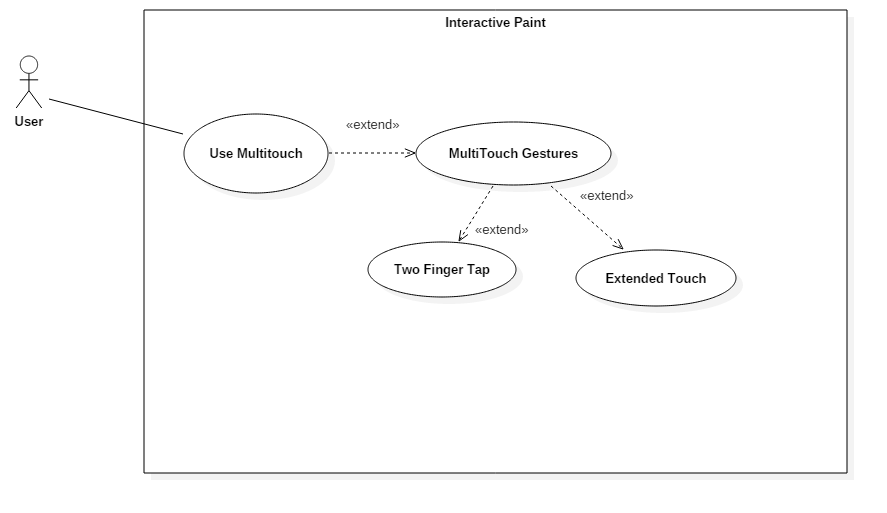 Interactive Paint
User
«extend»
Use Multitouch
MultiTouch Gestures
«extend»
«extend»
Two Finger Tap
Extended Touch